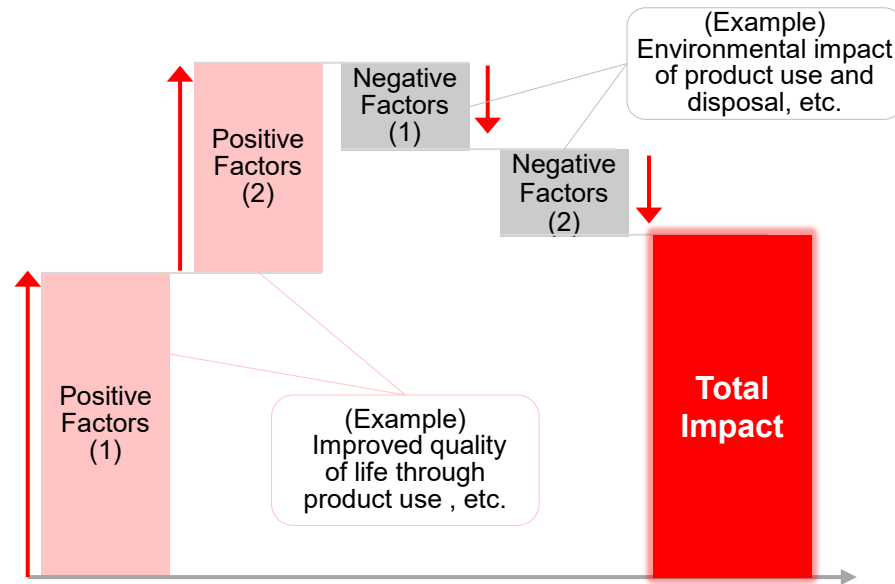 (Example)
Environmental impact
of product use and
disposal, etc.
Negative
Factors
(1)
Positive
Factors
(2)
Negative
Factors
(2)
Positive
Factors
(1)
(Example)
Improved quality
of life through
product use , etc.
Total
Impact